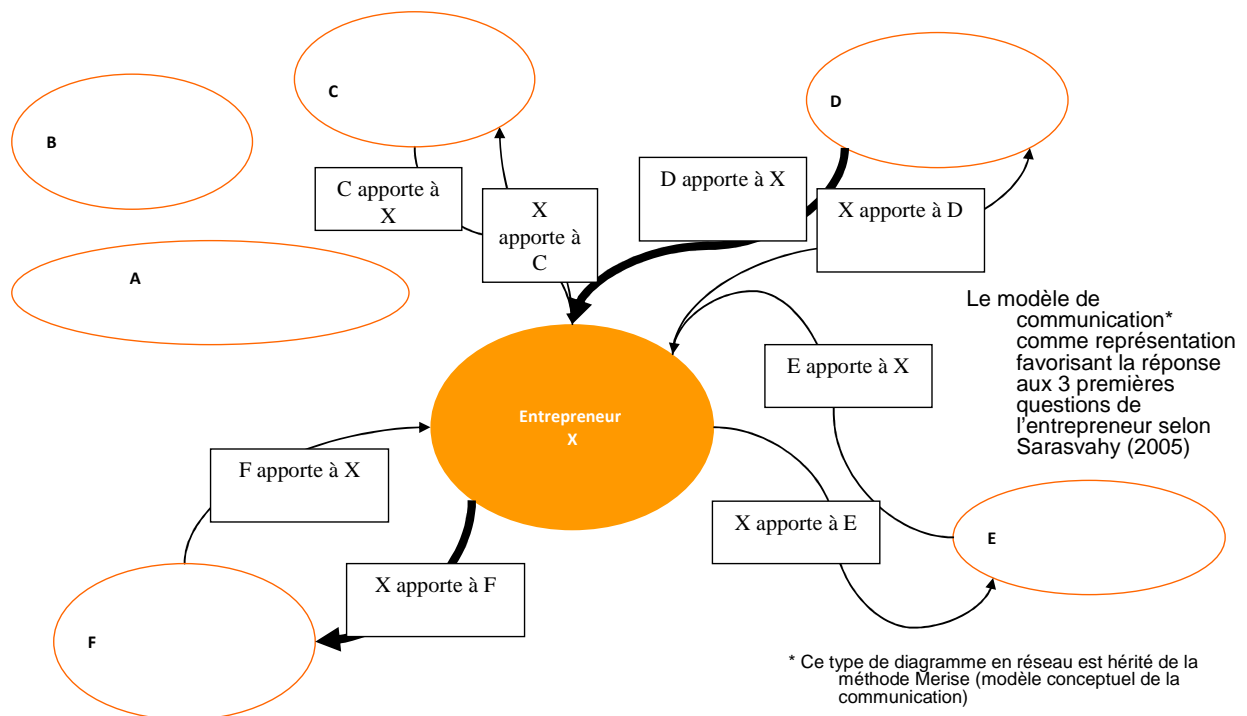 C
D
B
C apporte à
X
X
apporte à
C
D apporte à X
X apporte à D
A
Le modèle de
communication*
comme représentation
favorisant la réponse
aux 3 premières
questions de
l'entrepreneur selon
Sarasvahy (2005)
E apporte à X
Entrepreneur
X
F apporte à X
X apporte à E
E
X apporte à F
F
* Ce type de diagramme en réseau est hérité de la
méthode Merise (modèle conceptuel de la
communication)